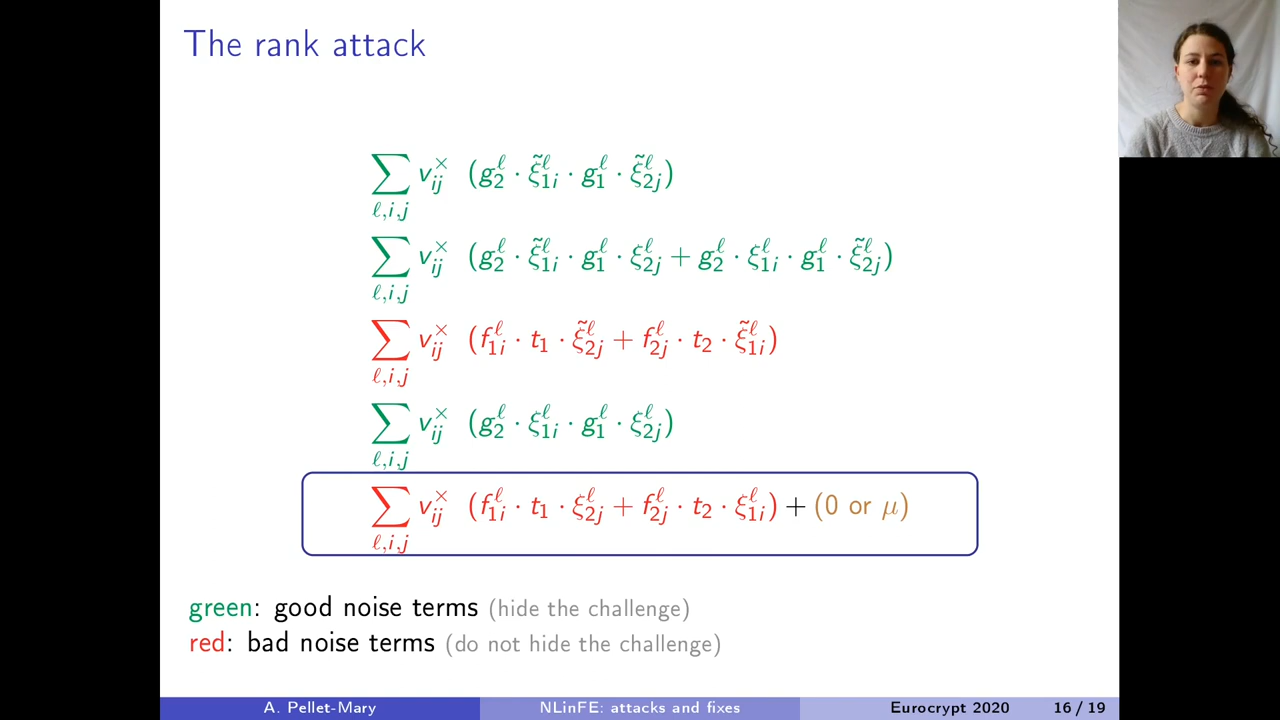 The rank attack
∑_{ℓ,i,j} v_{ij}^× (g_2^ℓ · ξ̃_{1i}^ℓ · g_1^ℓ · ξ̃_{2j}^ℓ)
∑_{ℓ,i,j} v_{ij}^× (g_2^ℓ · ξ̃_{1i}^ℓ · g_1^ℓ · ξ_{2j}^ℓ + g_2^ℓ · ξ_{1i}^ℓ · g_1^ℓ · ξ̃_{2j}^ℓ)
∑_{ℓ,i,j} v_{ij}^× (f_{1i}^ℓ · t_1 · ξ̃_{2j}^ℓ + f_{2j}^ℓ · t_2 · ξ̃_{1i}^ℓ)
∑_{ℓ,i,j} v_{ij}^× (g_2^ℓ · ξ_{1i}^ℓ · g_1^ℓ · ξ_{2j}^ℓ)
∑_{ℓ,i,j} v_{ij}^× (f_{1i}^ℓ · t_1 · ξ_{2j}^ℓ + f_{2j}^ℓ · t_2 · ξ_{1i}^ℓ) + (0 or μ)
green: good noise terms (hide the challenge)
red: bad noise terms (do not hide the challenge)
A. Pellet-Mary NLinFE: attacks and fixes Eurocrypt 2020 16 / 19